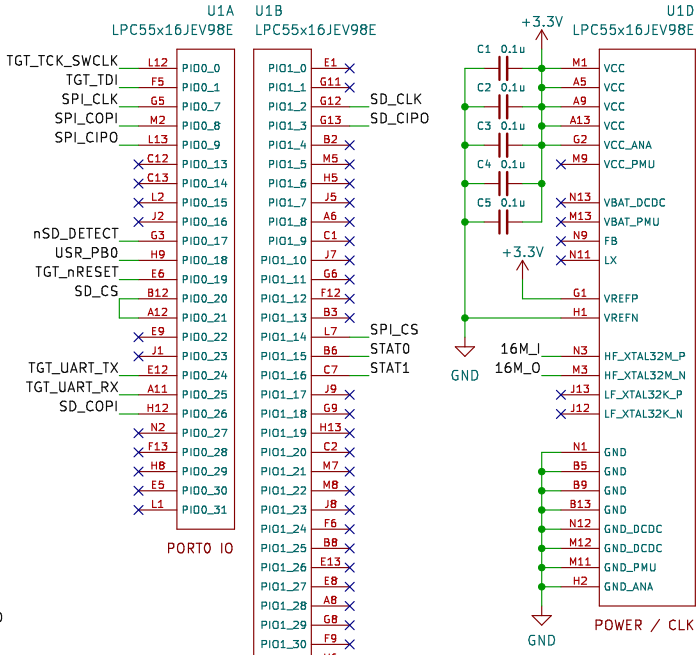 U1A
LPC55x16JEV98E
TGT_TCK_SWCLK L12 PIO0_0
TGT_TDI F5 PIO0_1
SPI_CLK G5 PIO0_7
SPI_COPI M2 PIO0_8
SPI_CIPO L13 PIO0_9
C12 PIO0_13
C13 PIO0_14
L2 PIO0_15
J2 PIO0_16
nSD_DETECT G3 PIO0_17
USR_PB0 H9 PIO0_18
TGT_nRESET E6 PIO0_19
SD_CS B12 PIO0_20
A12 PIO0_21
E9 PIO0_22
J1 PIO0_23
TGT_UART_TX E12 PIO0_24
TGT_UART_RX A11 PIO0_25
SD_COPI H12 PIO0_26
N2 PIO0_27
F13 PIO0_28
H8 PIO0_29
E5 PIO0_30
L1 PIO0_31
PORT0 IO
U1B
LPC55x16JEV98E
PIO1_0 E1
PIO1_1 G11
PIO1_2 G12 SD_CLK
PIO1_3 G13 SD_CIPO
PIO1_4 B2
PIO1_5 M5
PIO1_6 H5
PIO1_7 J5
PIO1_8 A6
PIO1_9 C1
PIO1_10 J7
PIO1_11 G6
PIO1_12 F12
PIO1_13 B3
PIO1_14 L7 SPI_CS
PIO1_15 B6 STAT0
PIO1_16 C7 STAT1
PIO1_17 J9
PIO1_18 G9
PIO1_19 H13
PIO1_20 C2
PIO1_21 M7
PIO1_22 M8
PIO1_23 J8
PIO1_24 F6
PIO1_25 B8
PIO1_26 E13
PIO1_27 E8
PIO1_28 A8
PIO1_29 G8
PIO1_30 F9
U1D
LPC55x16JEV98E
+3.3V
C1 0.1u
C2 0.1u
C3 0.1u
C4 0.1u
C5 0.1u
M1 VCC
A5 VCC
A9 VCC
A13 VCC
G2 VCC_ANA
M9 VCC_PMU
N13 VBAT_DCDC
M13 VBAT_PMU
N9 FB
N11 LX
+3.3V
G1 VREFP
H1 VREFN
GND
16M_I N3 HF_XTAL32M_P
16M_O M3 HF_XTAL32M_N
J13 LF_XTAL32K_P
J12 LF_XTAL32K_N
N1 GND
B5 GND
B9 GND
B13 GND
N12 GND_DCDC
M12 GND_DCDC
M11 GND_PMU
H2 GND_ANA
GND
POWER / CLK